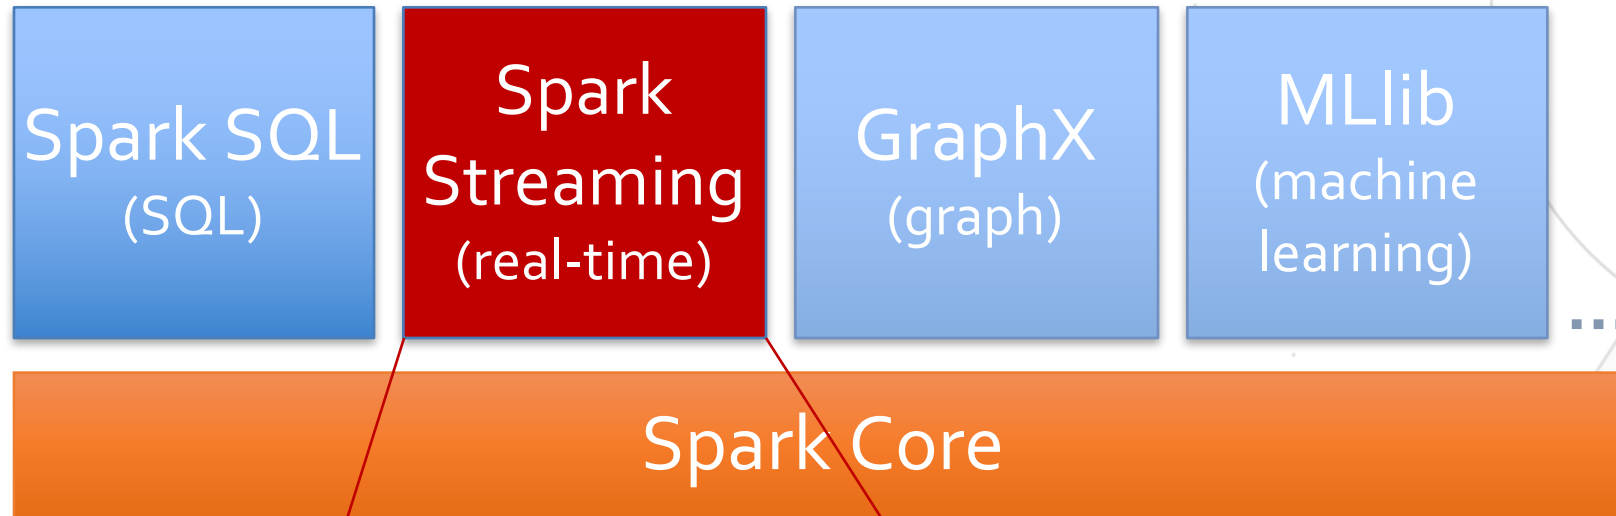 Spark SQL
(SQL)
Spark
Streaming
(real-time)
GraphX
(graph)
MLlib
(machine
learning)
...
Spark Core